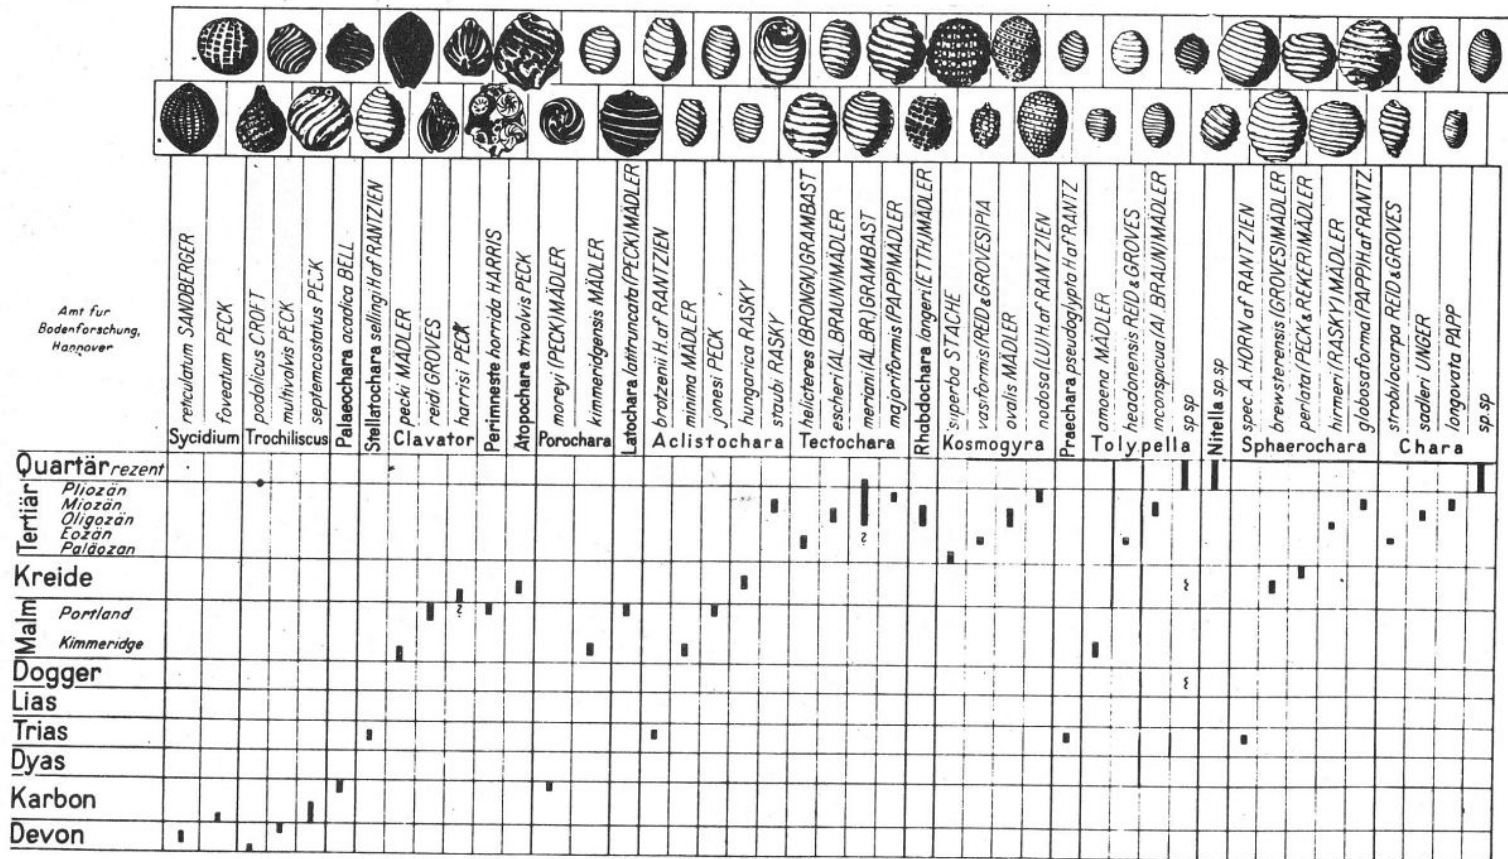 Amt für
Bodenforschung,
Hannover
reticulatum SANDBERGER
foveatum PECK
podolicus CROFT
multivolvis PECK
septemcostatus PECK
Palaeochara acadica BELL
Stellatochara sellingi H af RANTZIEN
pecki MÄDLER
reidi GROVES
harrisi PECK
Perimneste horrida HARRIS
Atopochara trivolvis PECK
moreyi (PECK) MÄDLER
kimmeridgensis MÄDLER
Latochara latitruncata (PECK) MÄDLER
brotzenii H. af RANTZIEN
minima MÄDLER
jonesi PECK
hungarica RASKY
staubi RASKY
helicteres (BRONGN) GRAMBAST
escheri (AL. BRAUN) MÄDLER
meriani (AL. BR.) GRAMBAST
majoriformis (PAPP) MÄDLER
Rhabdochara langeri (ETTH) MÄDLER
superba STACHE
vasiformis (REID & GROVES) PIA
ovalis MÄDLER
nodosa (LU) H af RANTZIEN
Praechara pseudoglypta H af RANTZ
amoena MÄDLER
headonensis REID & GROVES
inconspicua (Al BRAUN) MÄDLER
sp sp
Nitella sp. sp
spec. A. HORN af RANTZIEN
brewsterensis (GROVES) MÄDLER
perlata (PECK & REKER) MÄDLER
hirmeri (RASKY) MÄDLER
globosaforma (PAPP) H af RANTZ.
strobilocarpa REID & GROVES
sadleri UNGER
longovata PAPP
sp. sp
Sycidium Trochiliscus Clavator Porochara Aclistochara Tectochara Kosmogyra Tolypella Sphaerochara Chara
Quartär rezent
Tertiär
Pliozän
Miozän
Oligozän
Eozän
Paläozän
?
Kreide
Malm
Portland
?
Kimmeridge
Dogger
Lias
Trias
Dyas
Karbon
Devon